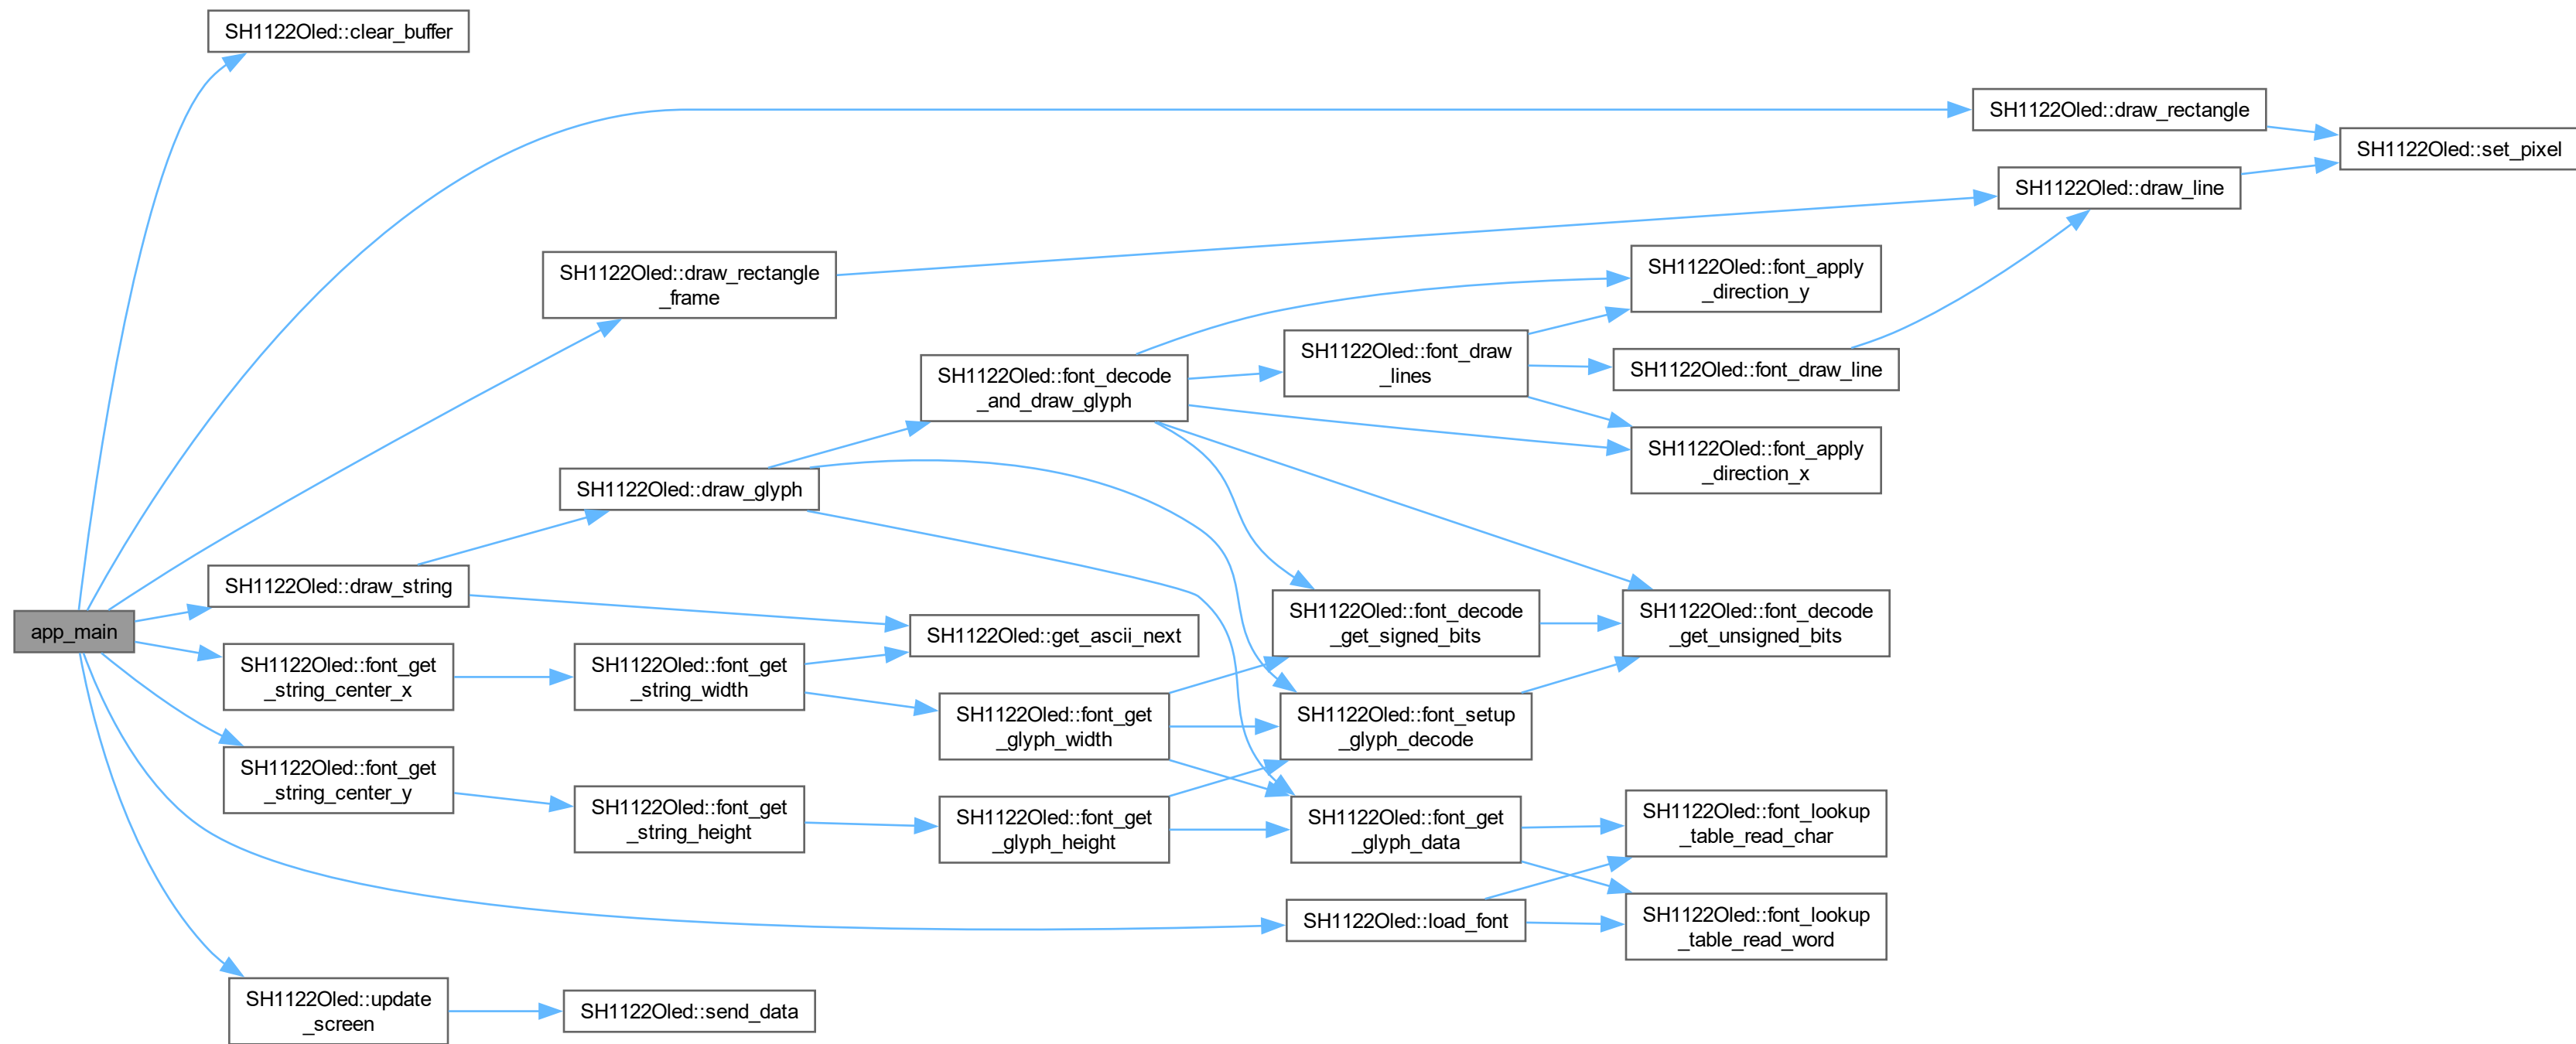 SH1122Oled::clear_buffer
SH1122Oled::draw_rectangle
SH1122Oled::set_pixel
SH1122Oled::draw_line
SH1122Oled::draw_rectangle
_frame
SH1122Oled::font_apply
_direction_y
SH1122Oled::font_draw
_lines
SH1122Oled::font_draw_line
SH1122Oled::font_decode
_and_draw_glyph
SH1122Oled::font_apply
_direction_x
SH1122Oled::draw_glyph
SH1122Oled::draw_string
app_main
SH1122Oled::get_ascii_next
SH1122Oled::font_decode
_get_signed_bits
SH1122Oled::font_decode
_get_unsigned_bits
SH1122Oled::font_get
_string_center_x
SH1122Oled::font_get
_string_width
SH1122Oled::font_get
_glyph_width
SH1122Oled::font_setup
_glyph_decode
SH1122Oled::font_get
_string_center_y
SH1122Oled::font_get
_string_height
SH1122Oled::font_get
_glyph_height
SH1122Oled::font_get
_glyph_data
SH1122Oled::font_lookup
_table_read_char
SH1122Oled::load_font
SH1122Oled::font_lookup
_table_read_word
SH1122Oled::update
_screen
SH1122Oled::send_data